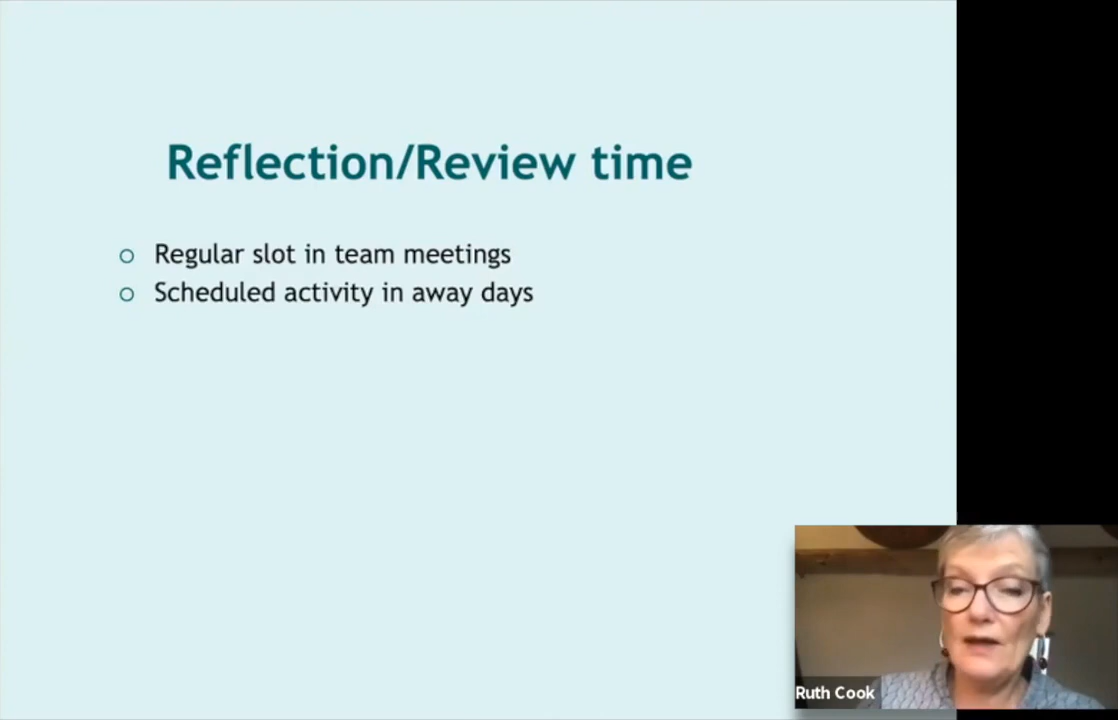 Reflection/Review time
Regular slot in team meetings
Scheduled activity in away days
Ruth Cook